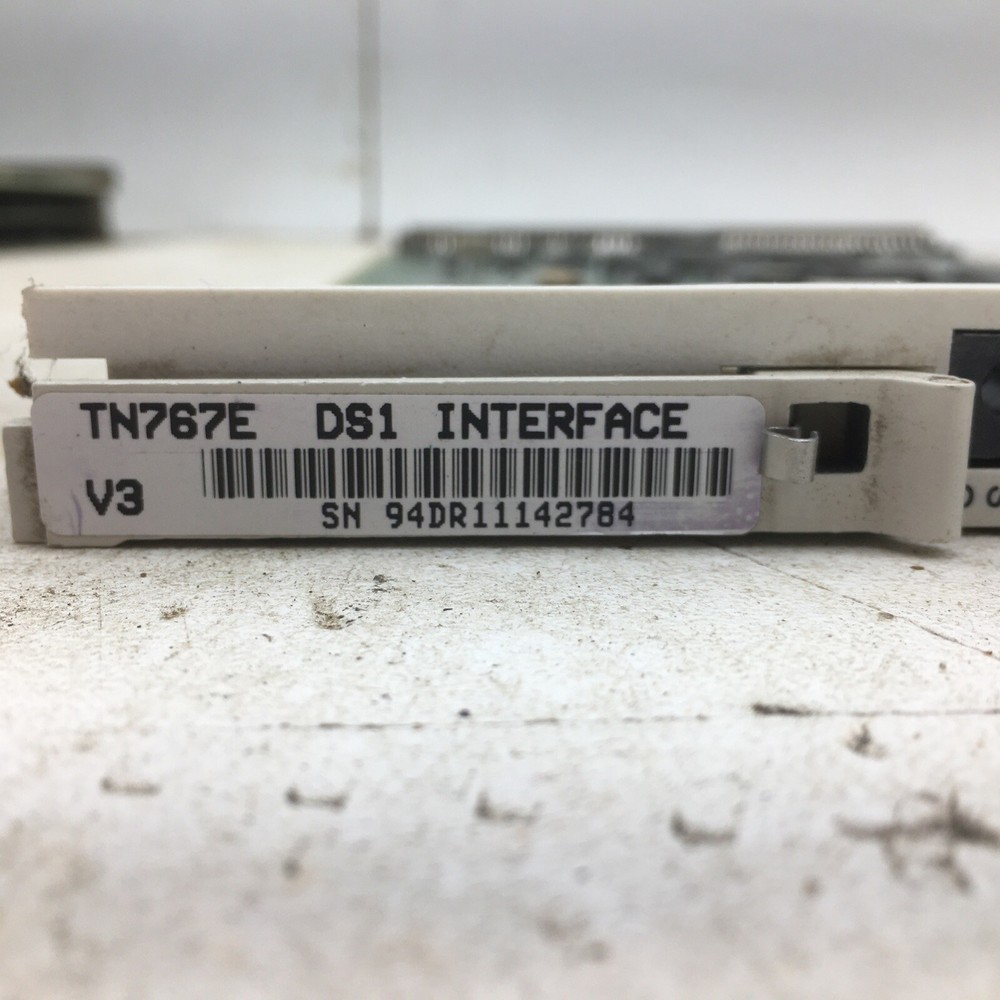 TN767E DS1 INTERFACE
V3
SN 94DR11142784